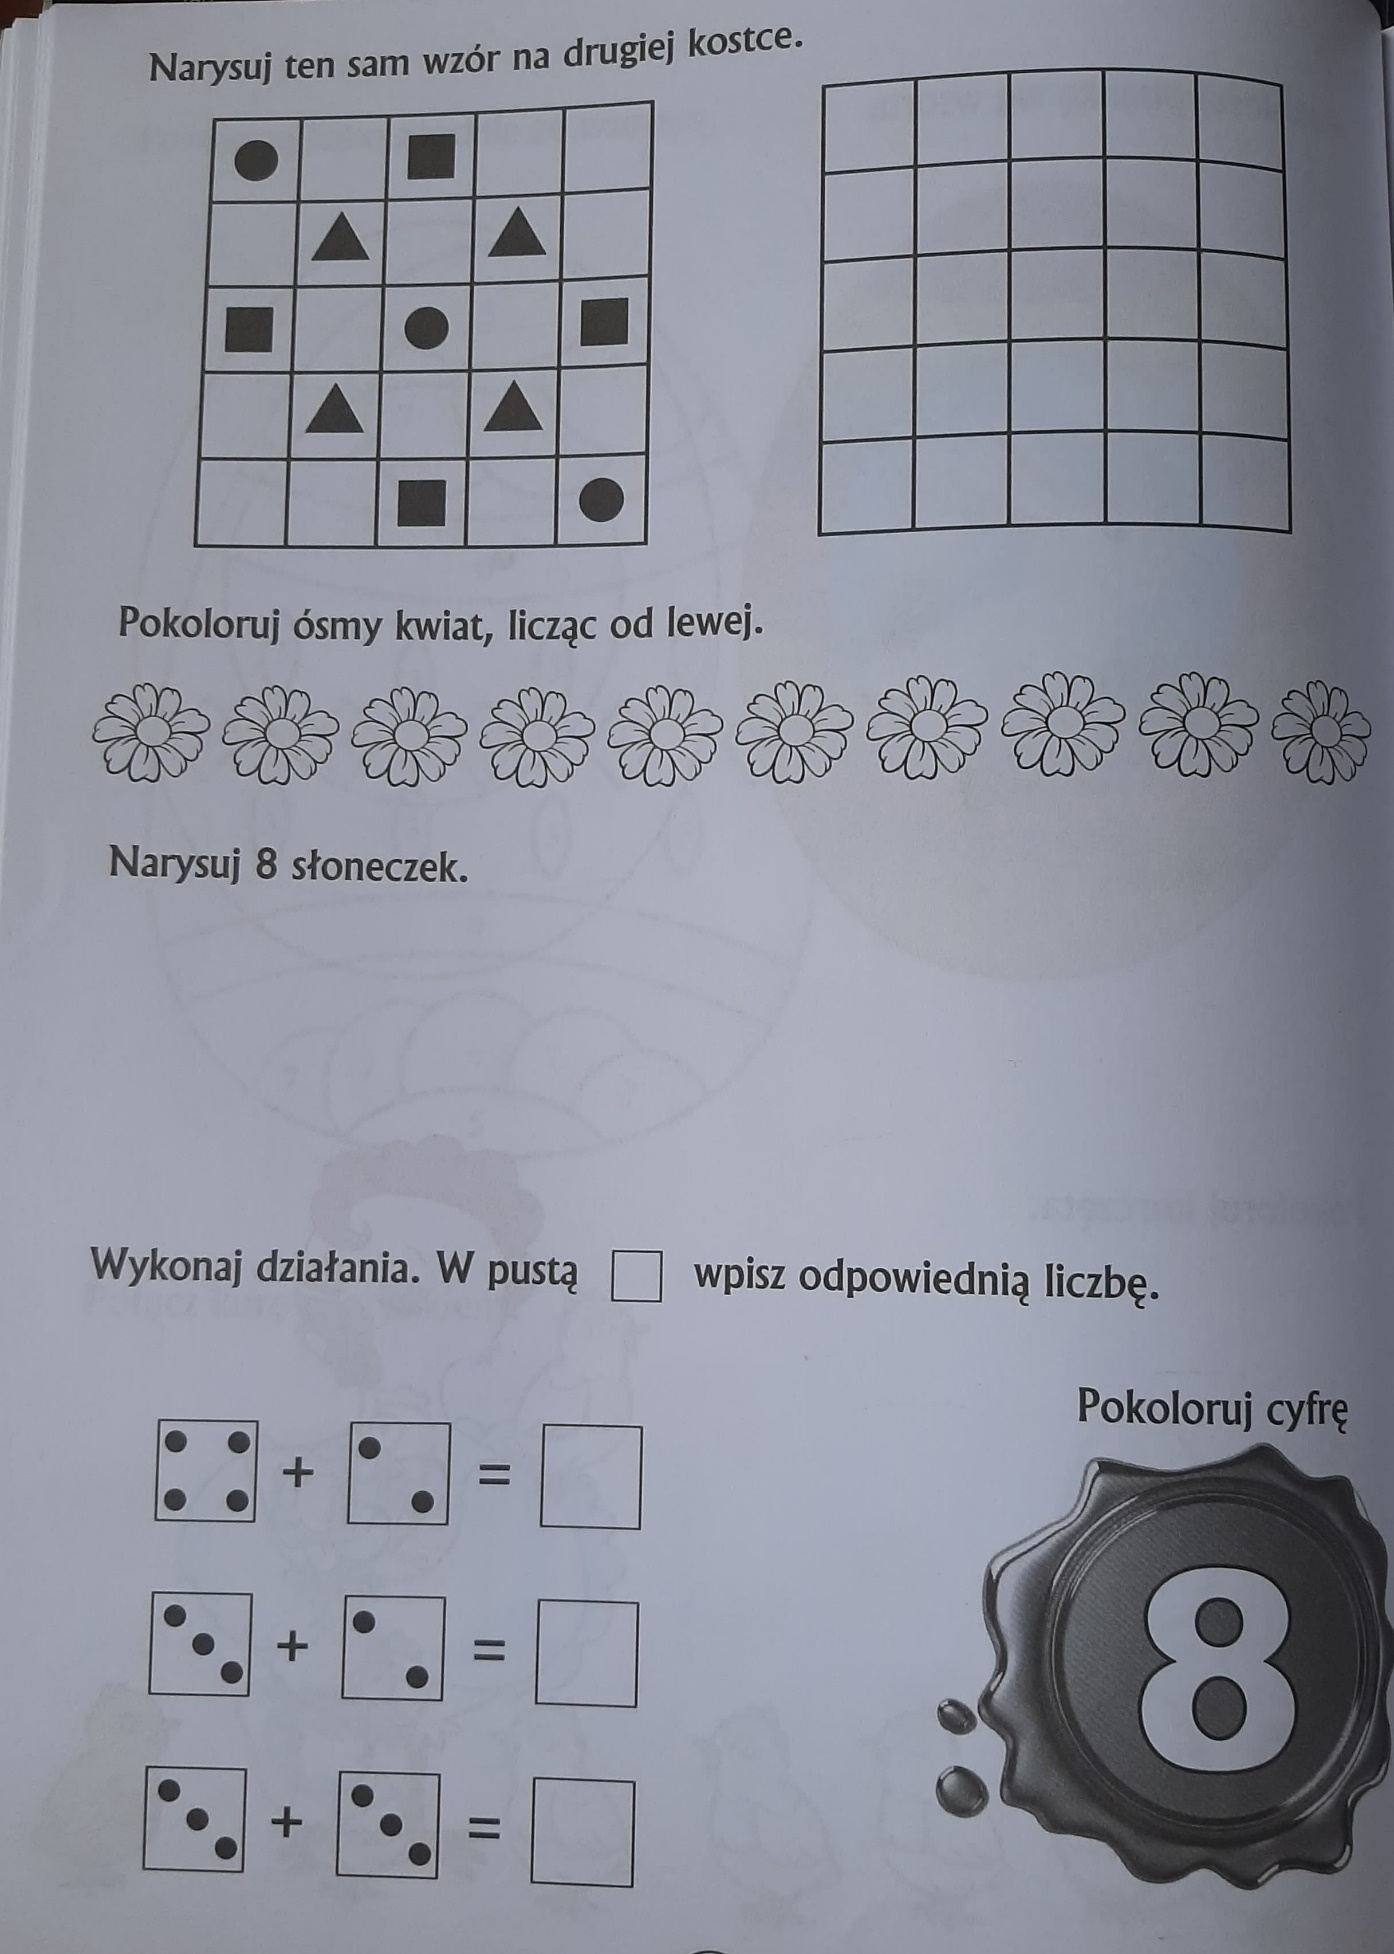 Narysuj ten sam wzór na drugiej kostce.
Pokoloruj ósmy kwiat, licząc od lewej.
Narysuj 8 słoneczek.
Wykonaj działania. W pustą □ wpisz odpowiednią liczbę.
Pokoloruj cyfrę
+ =
+ =
+ =
8